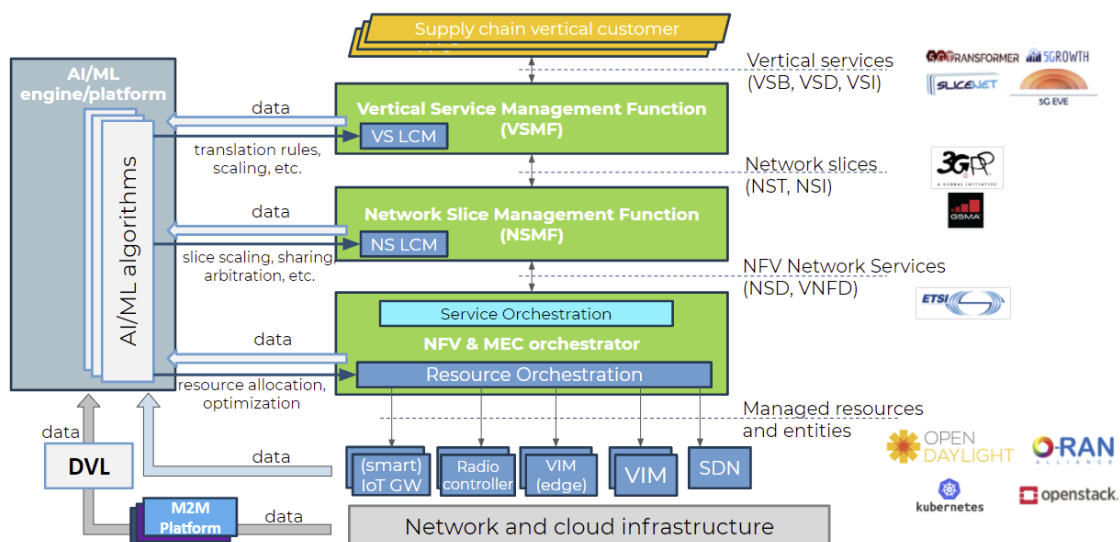 Supply chain vertical customer
AI/ML
engine/platform
data
Vertical Service Management Function
(VSMF)
VS LCM
translation rules,
scaling, etc.
Vertical services
(VSB, VSD, VSI)
5GTRANSFORMER
5GROWTH
SLICENET
5G EVE
AI/ML algorithms
data
Network Slice Management Function
(NSMF)
NS LCM
slice scaling, sharing,
arbitration, etc.
Network slices
(NST, NSI)
3GPP
A GLOBAL INITIATIVE
GSMA
NFV Network Services
(NSD, VNFD)
ETSI
Service Orchestration
NFV & MEC orchestrator
data
Resource Orchestration
resource allocation,
optimization
Managed resources
and entities
OPEN
DAYLIGHT
O-RAN
ALLIANCE
kubernetes
openstack.
data
DVL
data
(smart)
IoT GW
Radio
controller
VIM
(edge)
VIM
SDN
M2M
Platform
data
Network and cloud infrastructure